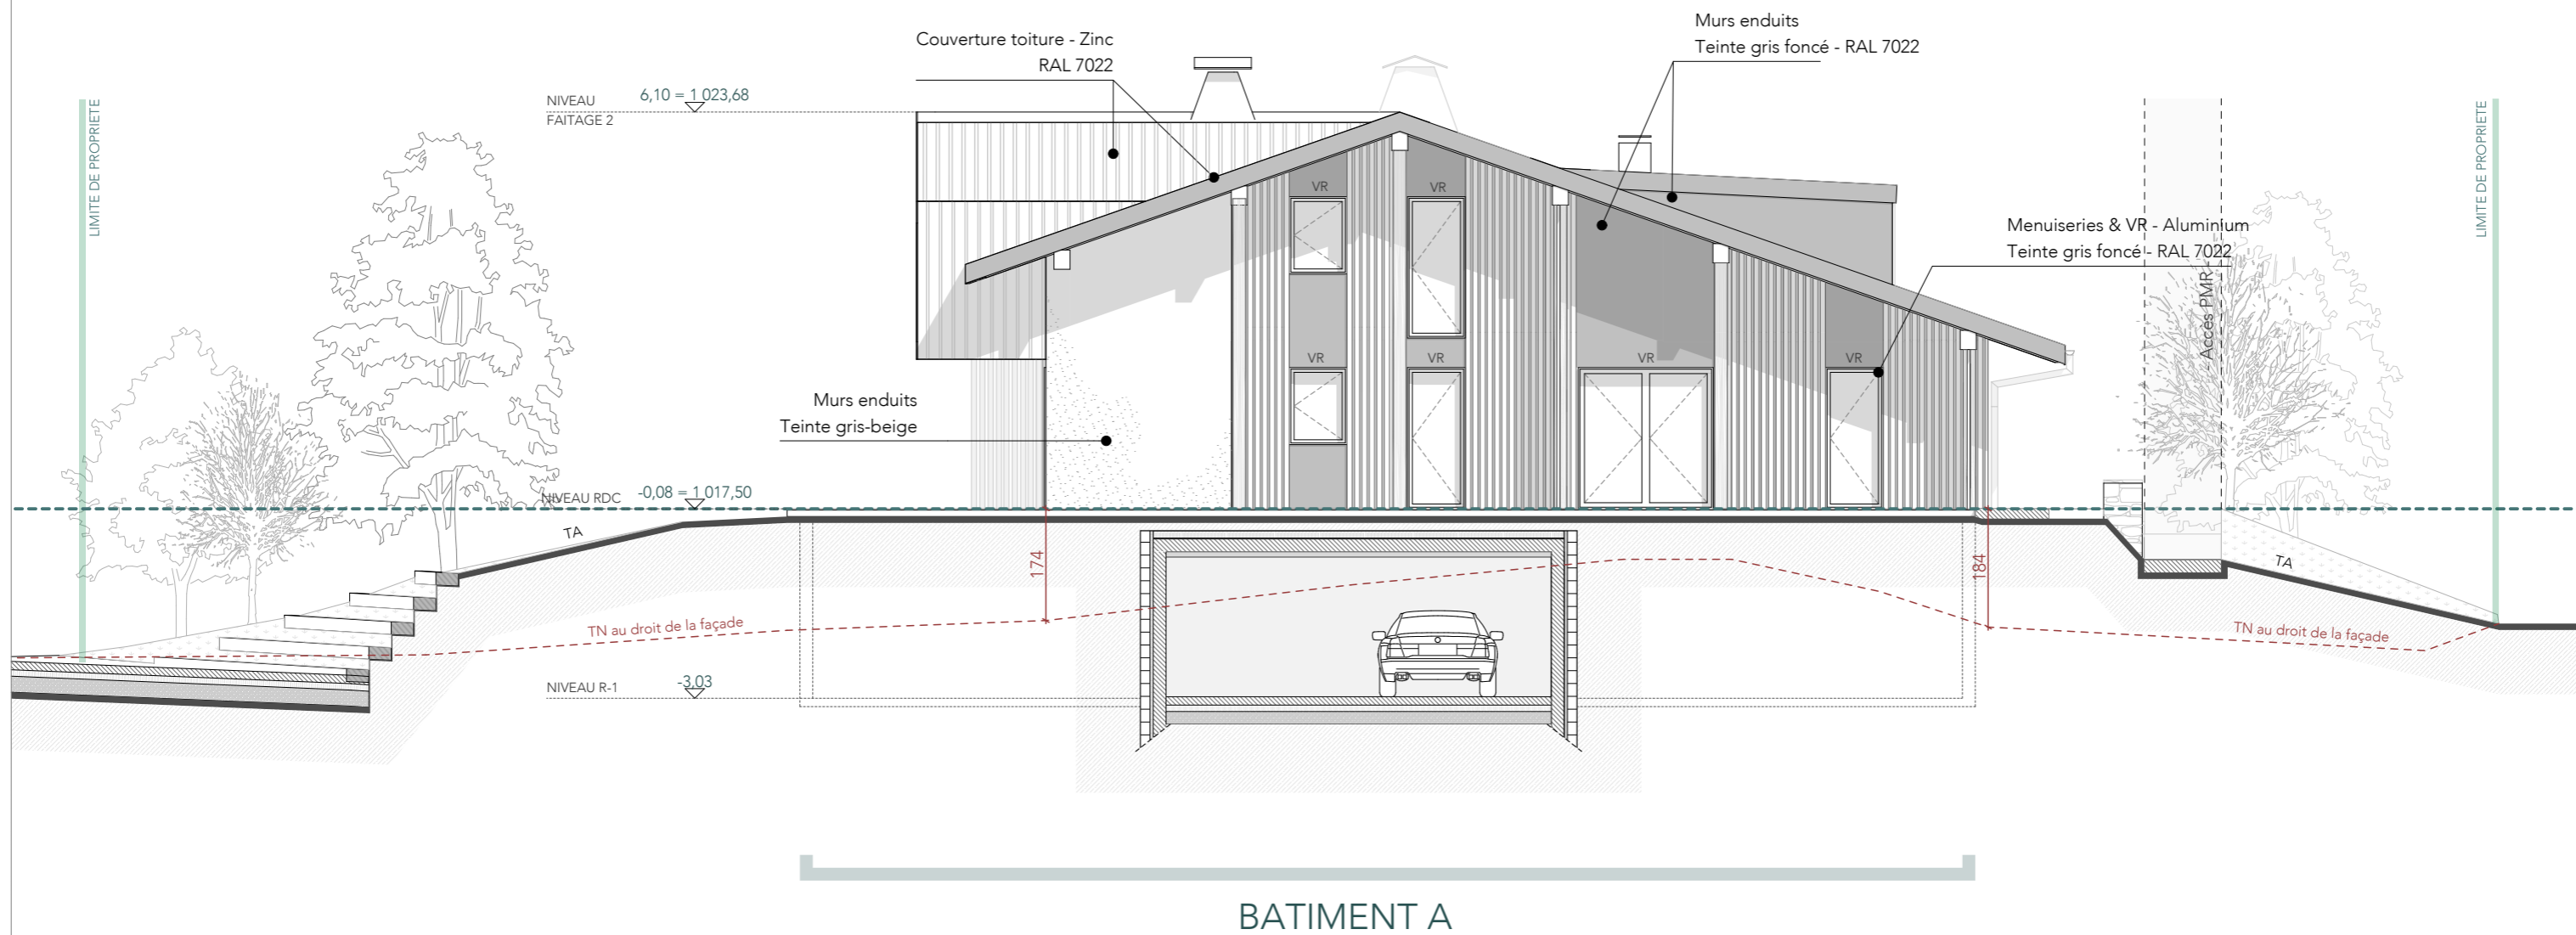 Murs enduits
Teinte gris foncé - RAL 7022
Couverture toiture - Zinc
RAL 7022
NIVEAU
FAITAGE 2
6,10 = 1 023,68
LIMITE DE PROPRIETE
LIMITE DE PROPRIETE
VR
VR
Menuiseries & VR - Aluminium
Teinte gris foncé - RAL 7022
Accès PMR
VR
VR
VR
VR
Murs enduits
Teinte gris-beige
NIVEAU RDC
-0,08 = 1 017,50
TA
174
184
TA
TN au droit de la façade
TN au droit de la façade
NIVEAU R-1
-3,03
BATIMENT A